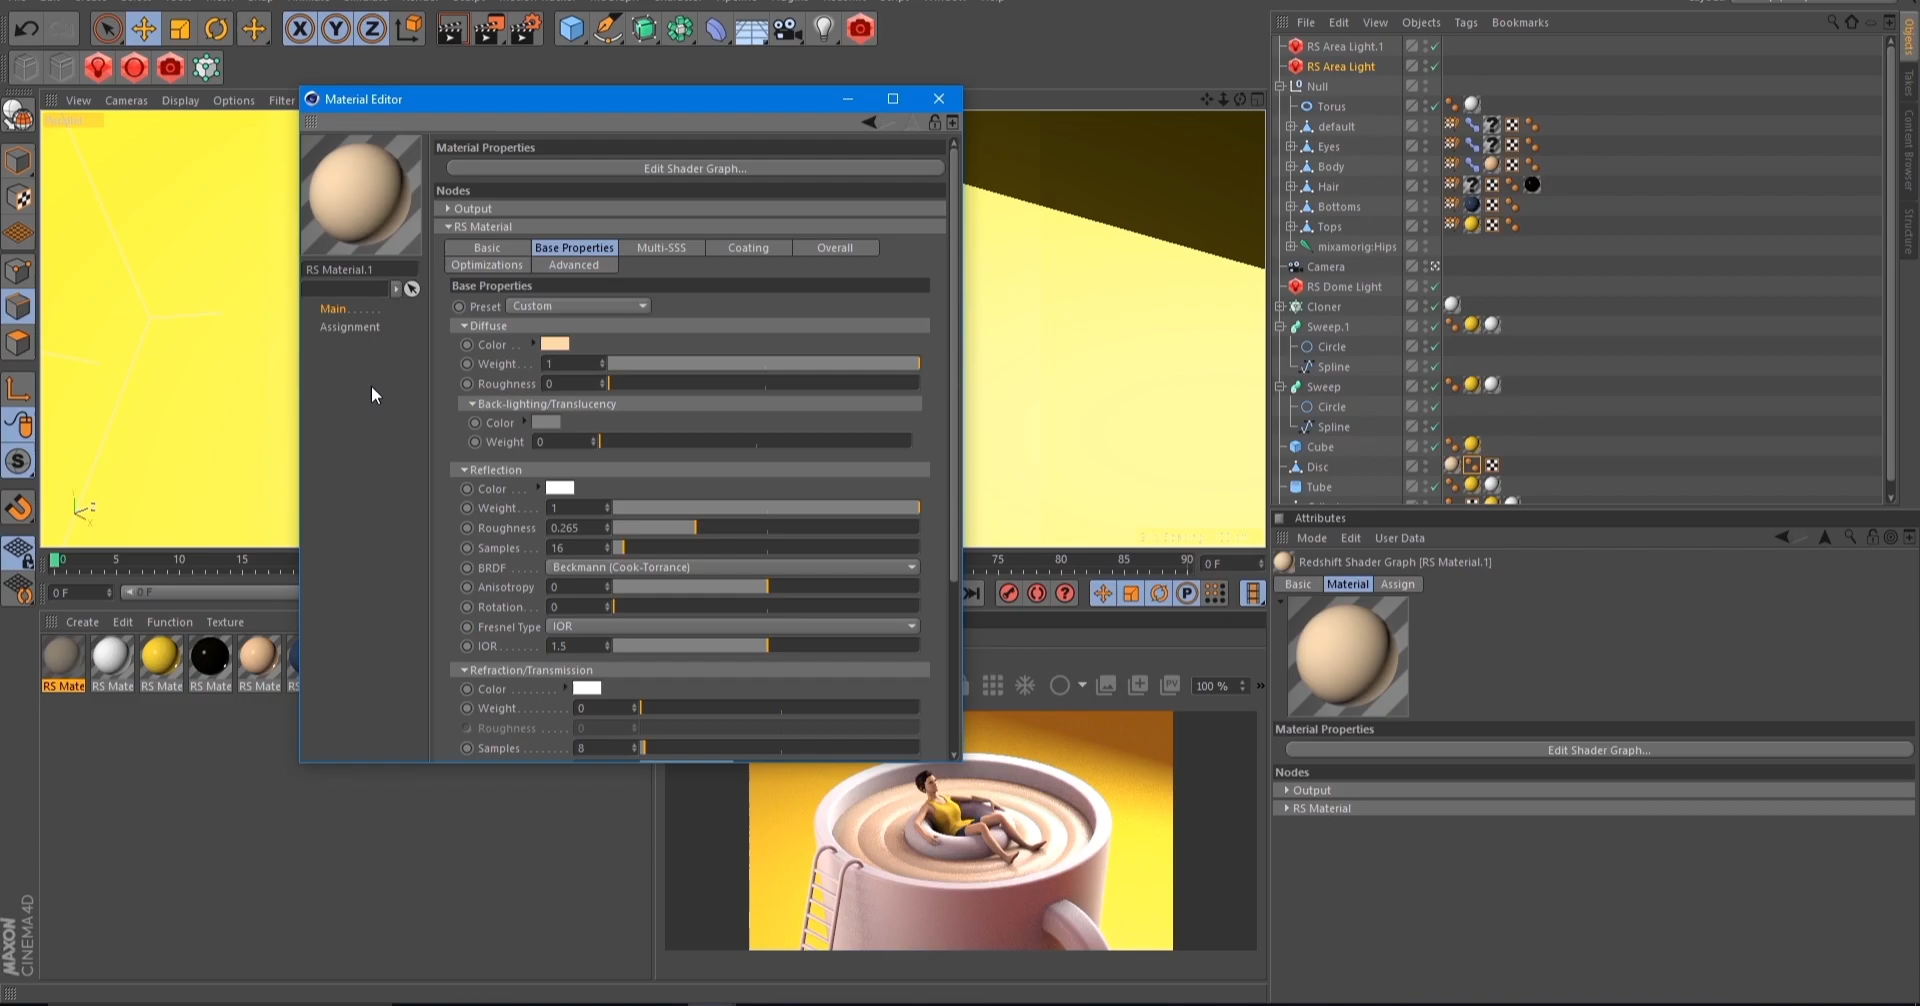 File Edit View Objects Tags Bookmarks
X Y Z
View Cameras Display Options Filter
Material Editor
RS Material.1
Main
Assignment
Material Properties
Edit Shader Graph...
Nodes
Output
RS Material
Basic Base Properties Multi-SSS Coating Overall
Optimizations Advanced
Base Properties
Preset Custom
Diffuse
Color
Weight 1
Roughness 0
Back-lighting/Translucency
Color
Weight 0
Reflection
Color
Weight 1
Roughness 0.265
Samples 16
BRDF Beckmann (Cook-Torrance)
Anisotropy 0
Rotation 0
Fresnel Type IOR
IOR 1.5
Refraction/Transmission
Color
Weight 0
Roughness 0
Samples 8
RS Area Light.1
RS Area Light
Null
Torus
default
Eyes
Body
Hair
Bottoms
Tops
mixamorig:Hips
Camera
RS Dome Light
Cloner
Sweep.1
Circle
Spline
Sweep
Circle
Spline
Cube
Disc
Tube
Objects
Takes
Content Browser
Structure
0 5 10 15 75 80 85 90 0 F
0 F 0 F
Create Edit Function Texture
RS Mate RS Mate RS Mate RS Mate RS Mate RS
100 %
Attributes
Mode Edit User Data
Redshift Shader Graph [RS Material.1]
Basic Material Assign
Material Properties
Edit Shader Graph...
Nodes
Output
RS Material
MAXON
CINEMA 4D